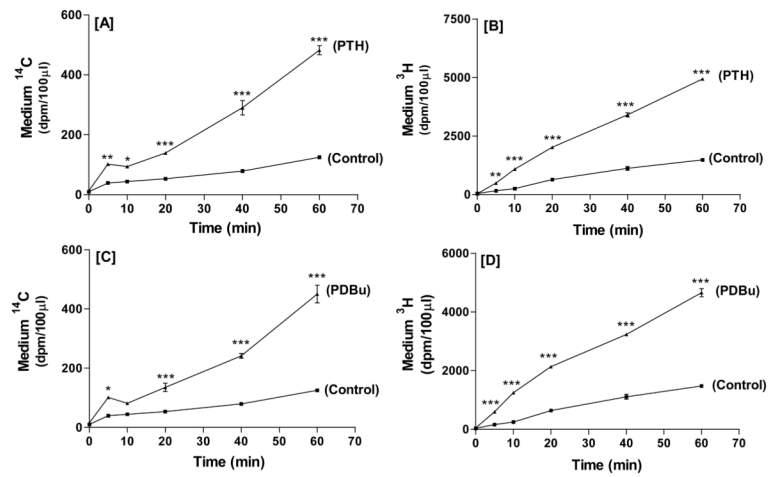 [A]
Medium ¹⁴C
(dpm/100μl)
600
400
200
0
** * *** *** ***
(PTH)
(Control)
0 10 20 30 40 50 60 70
Time (min)
[B]
Medium ³H
(dpm/100μl)
7500
5000
2500
0
** *** *** *** ***
(PTH)
(Control)
0 10 20 30 40 50 60 70
Time (min)
[C]
Medium ¹⁴C
(dpm/100μl)
600
400
200
0
* *** *** ***
(PDBu)
(Control)
0 10 20 30 40 50 60 70
Time (min)
[D]
Medium ³H
(dpm/100μl)
6000
4000
2000
0
*** *** *** *** ***
(PDBu)
(Control)
0 10 20 30 40 50 60 70
Time (min)